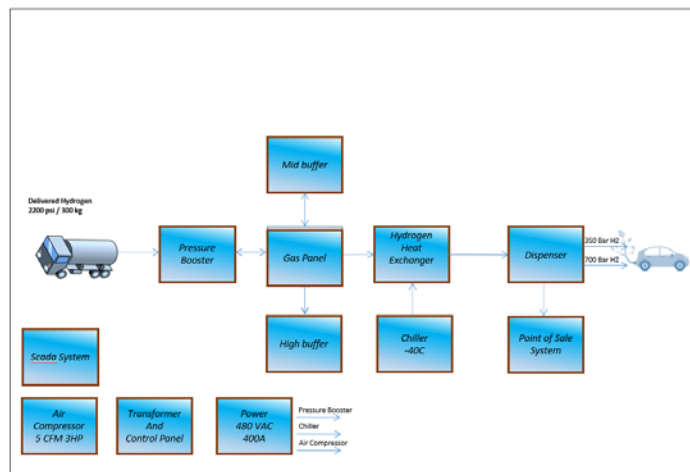 Mid buffer
Delivered Hydrogen
2200 psi / 300 kg
Pressure
Booster
Gas Panel
Hydrogen
Heat
Exchanger
Dispenser
350 Bar H2
700 Bar H2
High buffer
Chiller
-40C
Point of Sale
System
Scada System
Air
Compressor
5 CFM 3HP
Transformer
And
Control Panel
Power
480 VAC
400A
Pressure Booster
Chiller
Air Compressor